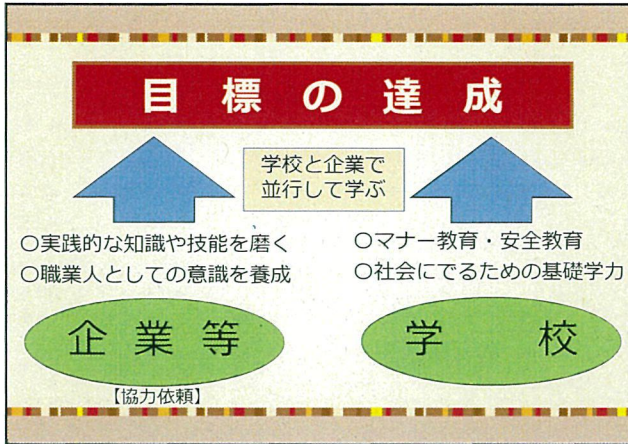 目標の達成
学校と企業で
並行して学ぶ
○実践的な知識や技能を磨く
○職業人としての意識を養成
○マナー教育・安全教育
○社会にでるための基礎学力
企業等
学校
【協力依頼】